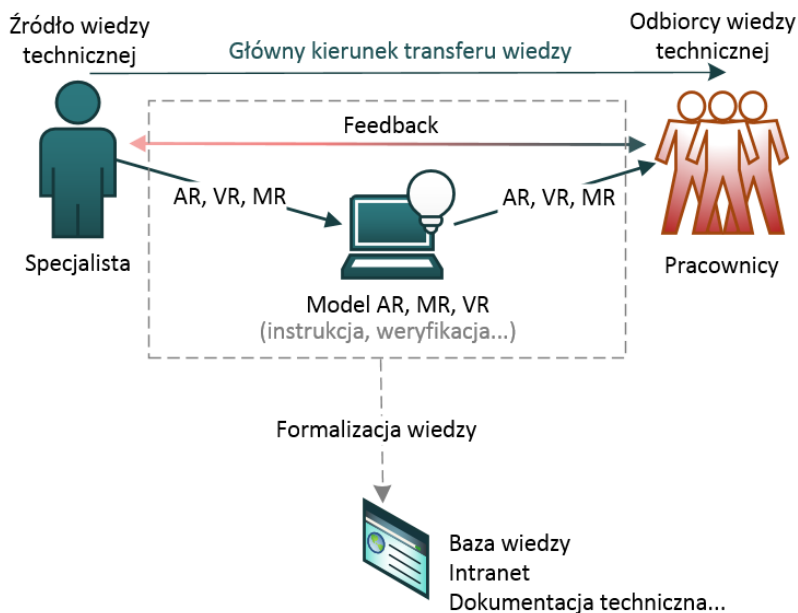 Źródło wiedzy
technicznej
Główny kierunek transferu wiedzy
Odbiorcy wiedzy
technicznej
Feedback
AR, VR, MR
AR, VR, MR
Specjalista
Pracownicy
Model AR, MR, VR
(instrukcja, weryfikacja...)
Formalizacja wiedzy
Baza wiedzy
Intranet
Dokumentacja techniczna...